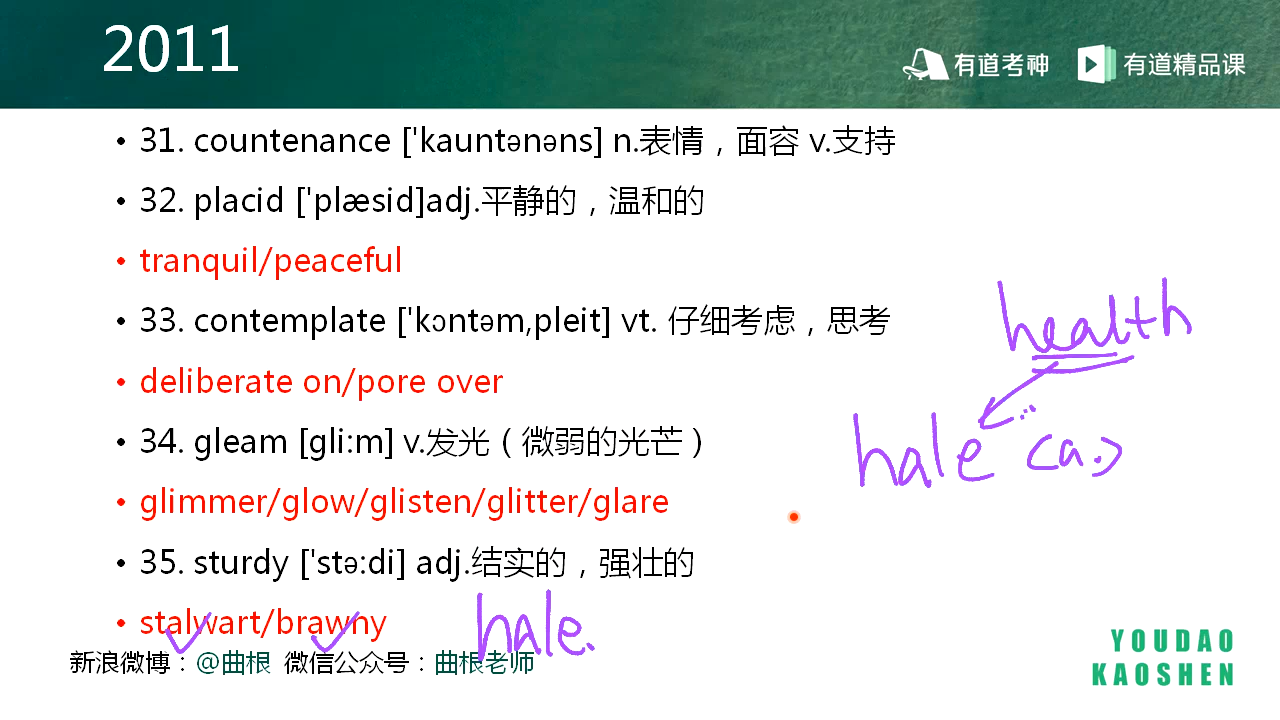 2011
有道考神 有道精品课
• 31. countenance ['kauntənəns] n.表情，面容 v.支持
• 32. placid ['plæsid]adj.平静的，温和的
• tranquil/peaceful
• 33. contemplate ['kɔntəm,pleit] vt. 仔细考虑，思考
• deliberate on/pore over
• 34. gleam [gli:m] v.发光（微弱的光芒）
• glimmer/glow/glisten/glitter/glare
• 35. sturdy ['stə:di] adj.结实的，强壮的
• stalwart/brawny
health
hale (a.)
hale.
新浪微博：@曲根 微信公众号：曲根老师
YOUDAO
KAOSHEN